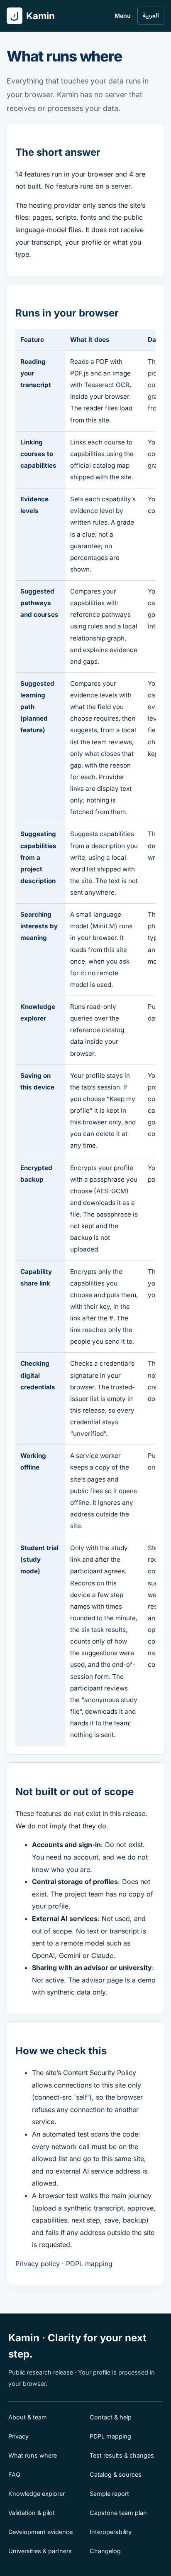 ك Kamin Menu العربية
What runs where
Everything that touches your data runs in
your browser. Kamin has no server that
receives or processes your data.
The short answer
14 features run in your browser and 4 are
not built. No feature runs on a server.
The hosting provider only sends the site's
files: pages, scripts, fonts and the public
language-model files. It does not receive
your transcript, your profile or what you
type.
Runs in your browser
Feature What it does
Reading your transcript
Reads a PDF with
PDF.js and an image
with Tesseract OCR,
inside your browser.
The reader files load
from this site.
Linking courses to capabilities
Links each course to
capabilities using the
official catalog map
shipped with the site.
Evidence levels
Sets each capability's
evidence level by
written rules. A grade
is a clue, not a
guarantee; no
percentages are
shown.
Suggested pathways and courses
Compares your
capabilities with
reference pathways
using rules and a local
relationship graph,
and explains evidence
and gaps.
Suggested learning path (planned feature)
Compares your
evidence levels with
what the field you
choose requires, then
suggests, from a local
list the team reviews,
only what closes that
gap, with the reason
for each. Provider
links are display text
only; nothing is
fetched from them.
Suggesting capabilities from a project description
Suggests capabilities
from a description you
write, using a local
word list shipped with
the site. The text is not
sent anywhere.
Searching interests by meaning
A small language
model (MiniLM) runs
in your browser. It
loads from this site
once, when you ask
for it; no remote
model is used.
Knowledge explorer
Runs read-only
queries over the
reference catalog
data inside your
browser.
Saving on this device
Your profile stays in
the tab's session. If
you choose "Keep my
profile" it is kept in
this browser only, and
you can delete it at
any time.
Encrypted backup
Encrypts your profile
with a passphrase you
choose (AES-GCM)
and downloads it as a
file. The passphrase is
not kept and the
backup is not
uploaded.
Capability share link
Encrypts only the
capabilities you
choose and puts them,
with their key, in the
link after the #. The
link reaches only the
people you send it to.
Checking digital credentials
Checks a credential's
signature in your
browser. The trusted-
issuer list is empty in
this release, so every
credential stays
"unverified".
Working offline
A service worker
keeps a copy of the
site's pages and
public files so it opens
offline. It ignores any
address outside the
site.
Student trial (study mode)
Only with the study
link and after the
participant agrees.
Records on this
device a few step
names with times
rounded to the minute,
the six task results,
counts only of how
the suggestions were
used, and the end-of-
session form. The
participant reviews
the "anonymous study
file", downloads it and
hands it to the team;
nothing is sent.
Not built or out of scope
These features do not exist in this release.
We do not imply that they do.
• Accounts and sign-in: Do not exist.
You need no account, and we do not
know who you are.
• Central storage of profiles: Does not
exist. The project team has no copy of
your profile.
• External AI services: Not used, and
out of scope. No text or transcript is
sent to a remote model such as
OpenAI, Gemini or Claude.
• Sharing with an advisor or university:
Not active. The advisor page is a demo
with synthetic data only.
How we check this
• The site's Content Security Policy
allows connections to this site only
(connect-src 'self'), so the browser
refuses any connection to another
service.
• An automated test scans the code:
every network call must be on the
allowed list and go to this same site,
and no external AI service address is
allowed.
• A browser test walks the main journey
(upload a synthetic transcript, approve,
capabilities, next step, save, backup)
and fails if any address outside the site
is requested.
Privacy policy · PDPL mapping
Kamin · Clarity for your next
step.
Public research release · Your profile is processed in
your browser.
About & team Contact & help
Privacy PDPL mapping
What runs where Test results & changes
FAQ Catalog & sources
Knowledge explorer Sample report
Validation & pilot Capstone team plan
Development evidence Interoperability
Universities & partners Changelog